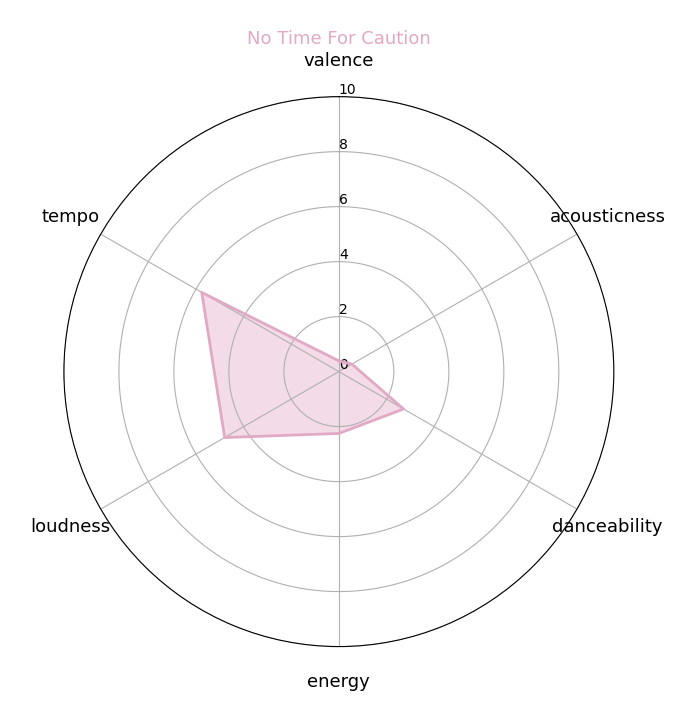 No Time For Caution
valence
10
8
tempo
6
acousticness
4
2
0
loudness
danceability
energy